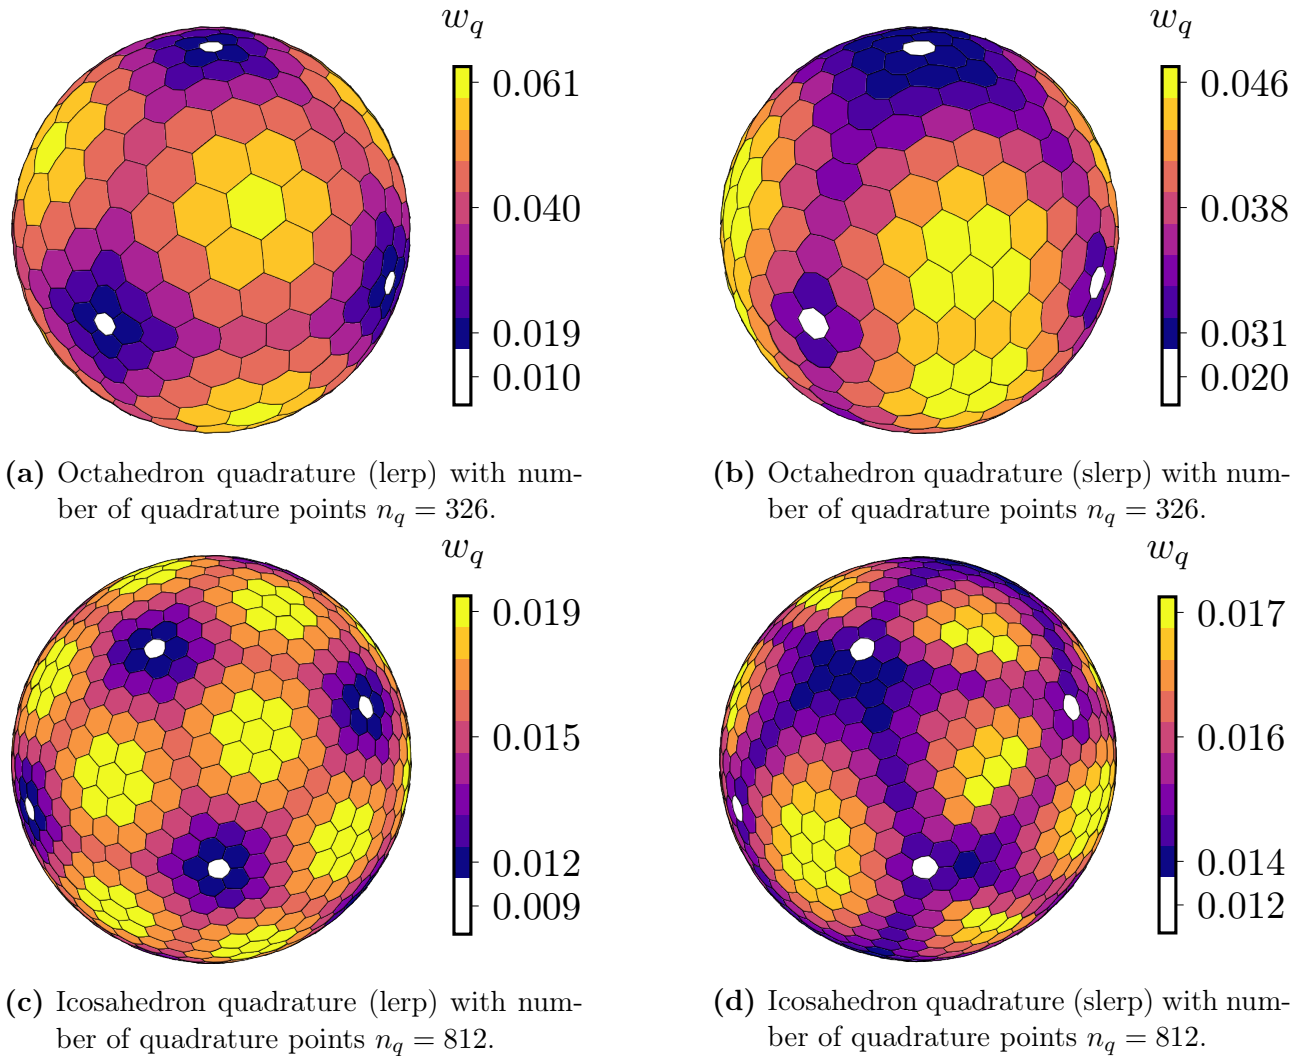 w_q
0.061
0.040
0.019
0.010
w_q
0.046
0.038
0.031
0.020
(a) Octahedron quadrature (lerp) with num-
ber of quadrature points n_q = 326.
(b) Octahedron quadrature (slerp) with num-
ber of quadrature points n_q = 326.
w_q
0.019
0.015
0.012
0.009
w_q
0.017
0.016
0.014
0.012
(c) Icosahedron quadrature (lerp) with num-
ber of quadrature points n_q = 812.
(d) Icosahedron quadrature (slerp) with num-
ber of quadrature points n_q = 812.